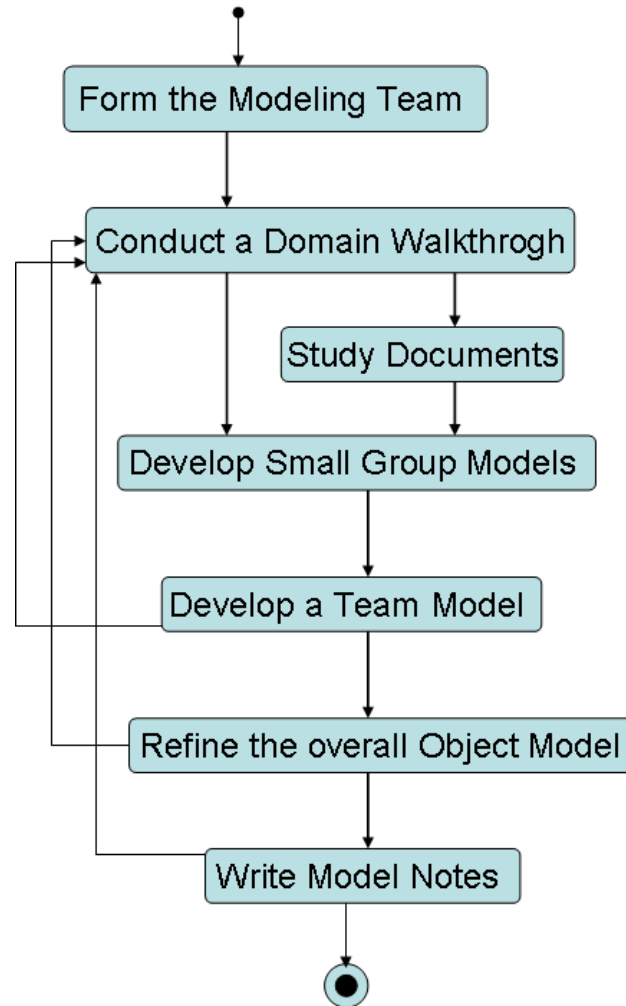 Form the Modeling Team
Conduct a Domain Walkthrogh
Study Documents
Develop Small Group Models
Develop a Team Model
Refine the overall Object Model
Write Model Notes